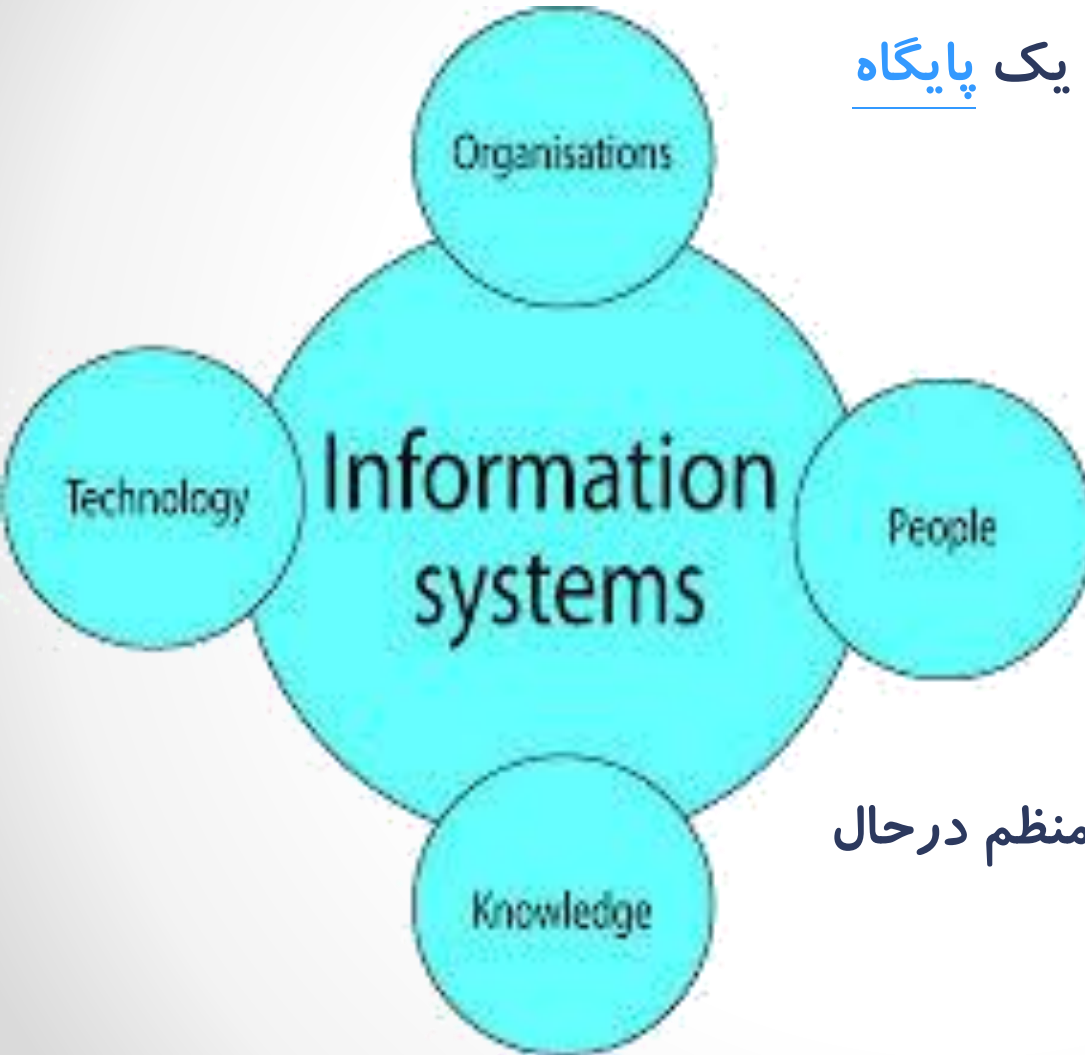 یک پایگاه
Organisations
Technology
Information
systems
People
منظم درحال
Knowledge